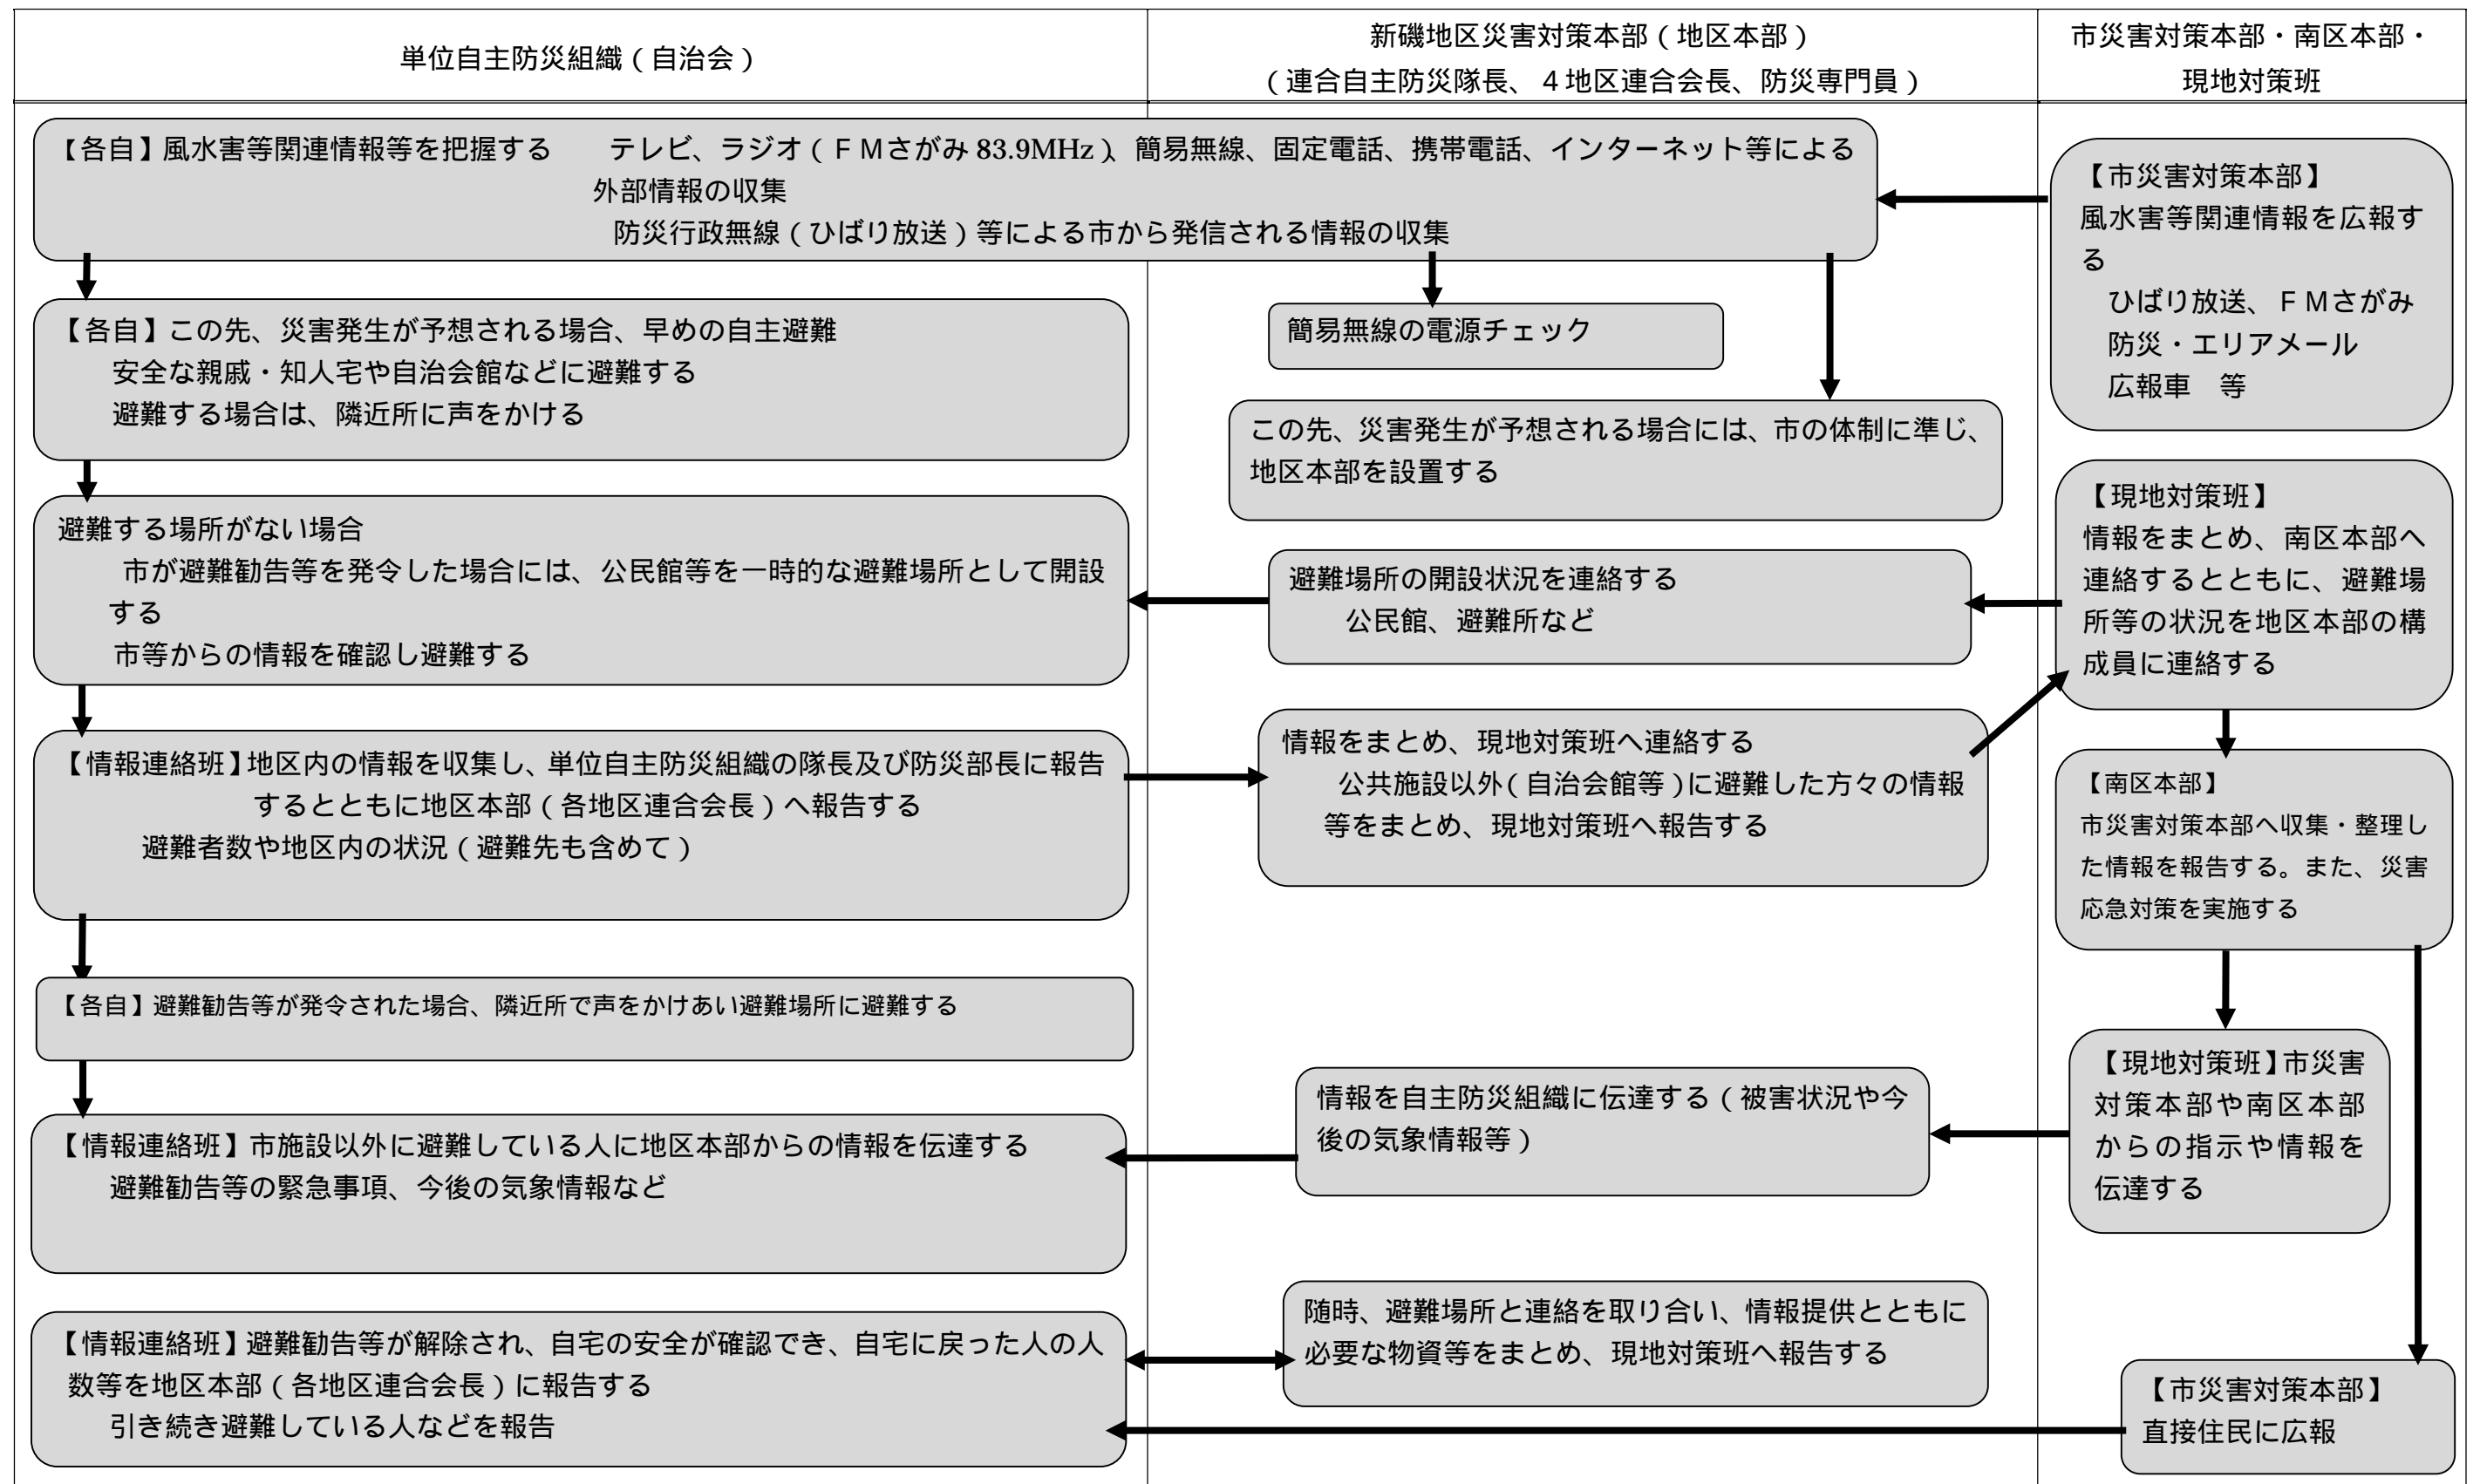 単位自主防災組織（自治会）
新磯地区災害対策本部（地区本部）
（連合自主防災隊長、４地区連合会長、防災専門員）
市災害対策本部・南区本部・
現地対策班
【各自】風水害等関連情報等を把握する　　テレビ、ラジオ（ＦＭさがみ 83.9MHz）、簡易無線、固定電話、携帯電話、インターネット等による
外部情報の収集
防災行政無線（ひばり放送）等による市から発信される情報の収集
【市災害対策本部】
風水害等関連情報を広報す
る
ひばり放送、ＦＭさがみ
防災・エリアメール
広報車　等
【各自】この先、災害発生が予想される場合、早めの自主避難
安全な親戚・知人宅や自治会館などに避難する
避難する場合は、隣近所に声をかける
簡易無線の電源チェック
この先、災害発生が予想される場合には、市の体制に準じ、
地区本部を設置する
避難する場所がない場合
市が避難勧告等を発令した場合には、公民館等を一時的な避難場所として開設
する
市等からの情報を確認し避難する
避難場所の開設状況を連絡する
公民館、避難所など
【現地対策班】
情報をまとめ、南区本部へ
連絡するとともに、避難場
所等の状況を地区本部の構
成員に連絡する
【情報連絡班】地区内の情報を収集し、単位自主防災組織の隊長及び防災部長に報告
するとともに地区本部（各地区連合会長）へ報告する
避難者数や地区内の状況（避難先も含めて）
情報をまとめ、現地対策班へ連絡する
公共施設以外（自治会館等）に避難した方々の情報
等をまとめ、現地対策班へ報告する
【南区本部】
市災害対策本部へ収集・整理し
た情報を報告する。また、災害
応急対策を実施する
【各自】避難勧告等が発令された場合、隣近所で声をかけあい避難場所に避難する
【情報連絡班】市施設以外に避難している人に地区本部からの情報を伝達する
避難勧告等の緊急事項、今後の気象情報など
情報を自主防災組織に伝達する（被害状況や今
後の気象情報等）
【現地対策班】市災害
対策本部や南区本部
からの指示や情報を
伝達する
【情報連絡班】避難勧告等が解除され、自宅の安全が確認でき、自宅に戻った人の人
数等を地区本部（各地区連合会長）に報告する
引き続き避難している人などを報告
随時、避難場所と連絡を取り合い、情報提供とともに
必要な物資等をまとめ、現地対策班へ報告する
【市災害対策本部】
直接住民に広報